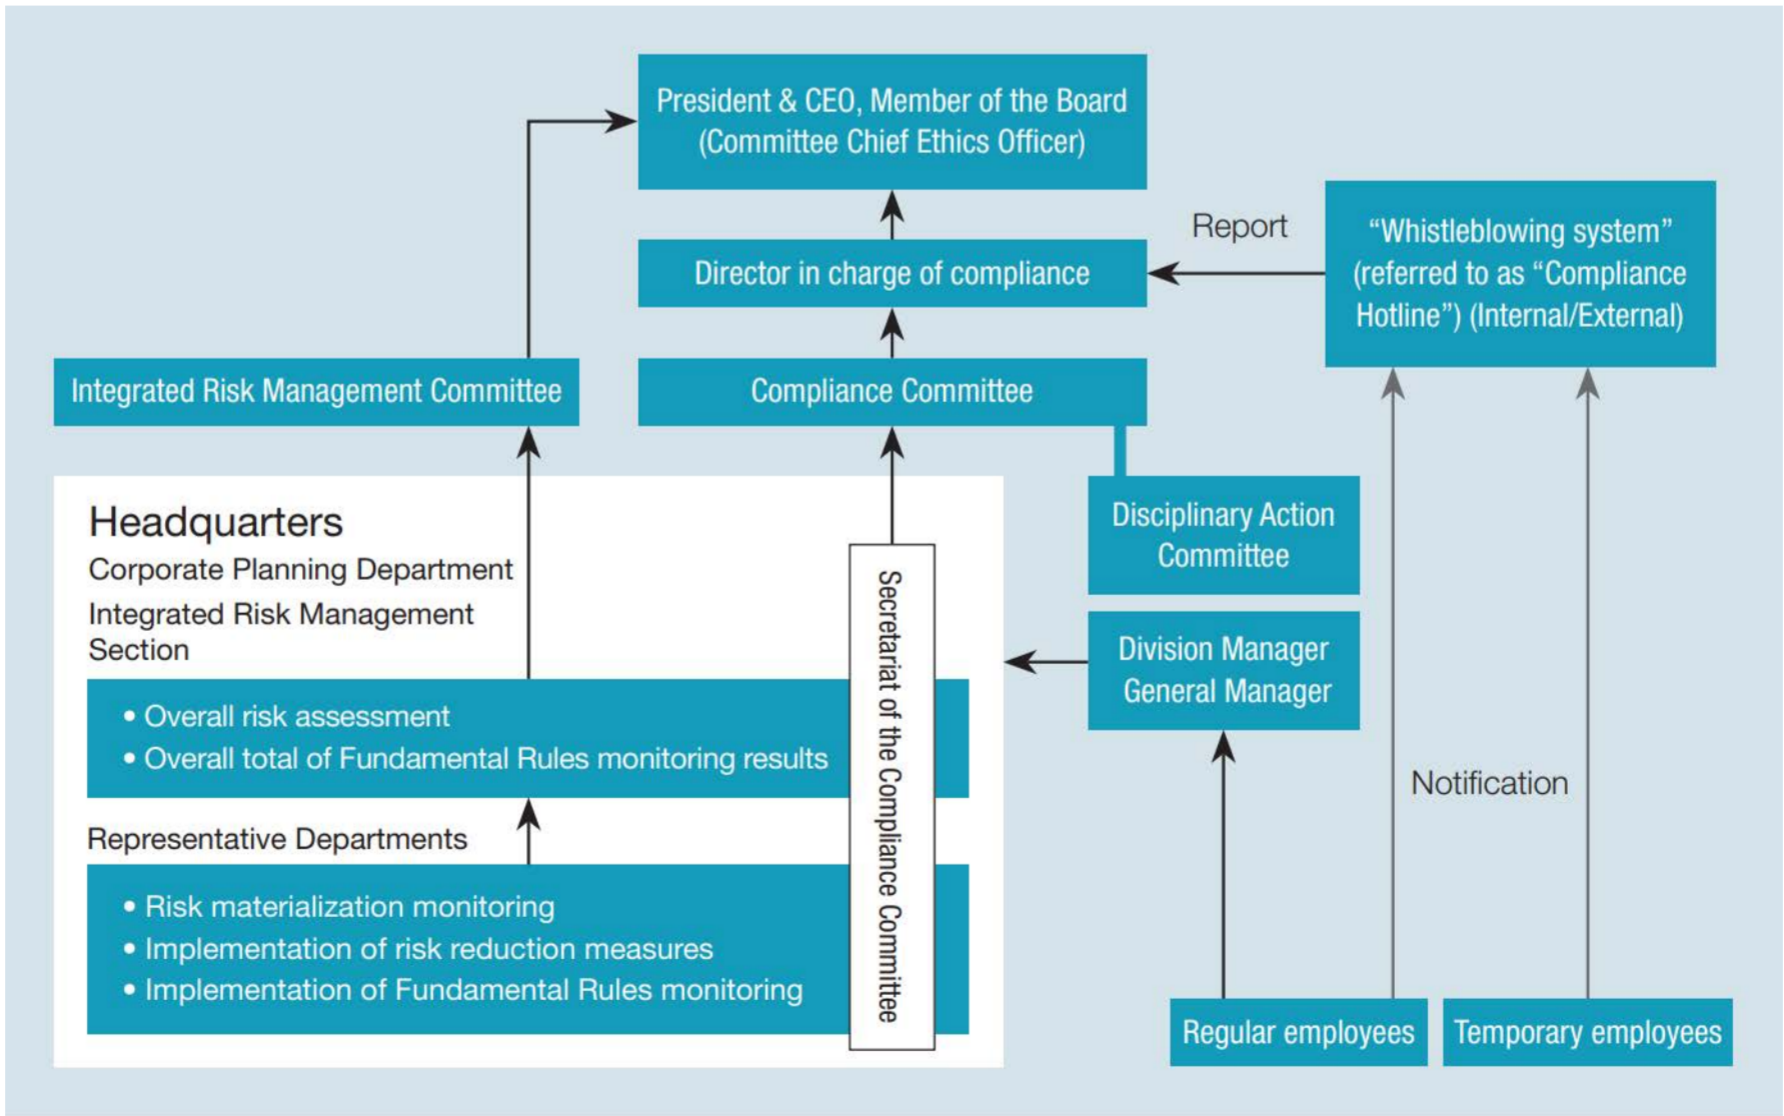 President & CEO, Member of the Board
(Committee Chief Ethics Officer)
Report
“Whistleblowing system”
(referred to as “Compliance
Hotline”) (Internal/External)
Director in charge of compliance
Integrated Risk Management Committee
Compliance Committee
Headquarters
Corporate Planning Department
Integrated Risk Management
Section
• Overall risk assessment
• Overall total of Fundamental Rules monitoring results
Representative Departments
• Risk materialization monitoring
• Implementation of risk reduction measures
• Implementation of Fundamental Rules monitoring
Secretariat of the Compliance Committee
Disciplinary Action
Committee
Division Manager
General Manager
Notification
Regular employees
Temporary employees